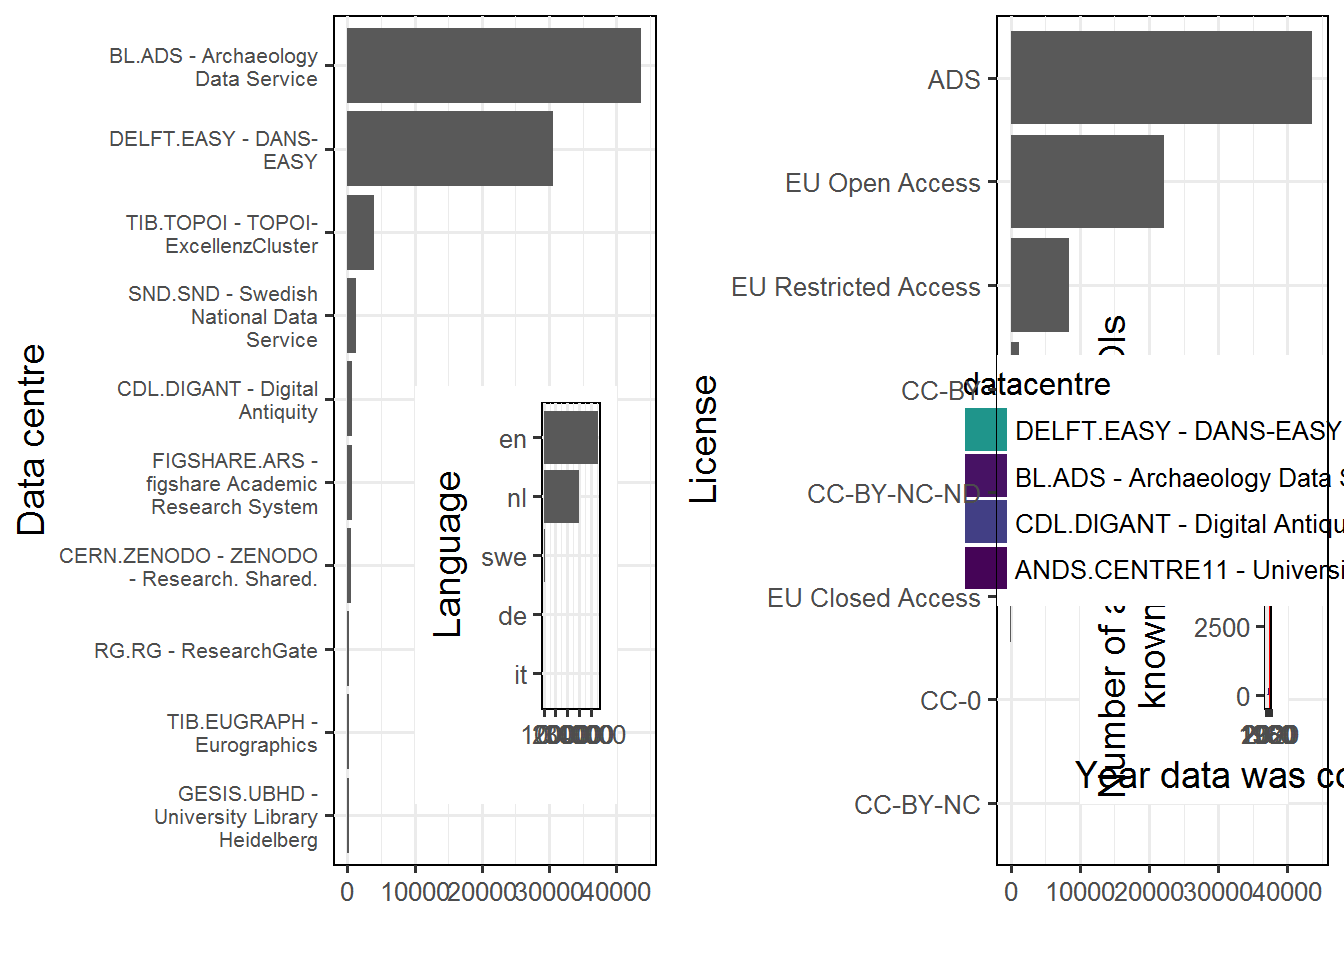 Data centre
BL.ADS - Archaeology
Data Service
DELFT.EASY - DANS-
EASY
TIB.TOPOI - TOPOI-
ExcellenzCluster
SND.SND - Swedish
National Data
Service
CDL.DIGANT - Digital
Antiquity
FIGSHARE.ARS -
figshare Academic
Research System
CERN.ZENODO - ZENODO
- Research. Shared.
RG.RG - ResearchGate
TIB.EUGRAPH -
Eurographics
GESIS.UBHD -
University Library
Heidelberg
0 10000 20000 30000 40000
Language
en
nl
swe
de
it
License
ADS
EU Open Access
EU Restricted Access
CC-BY
CC-BY-NC-ND
EU Closed Access
CC-0
CC-BY-NC
0 10000 20000 30000 40000
datacentre
DELFT.EASY - DANS-EASY
BL.ADS - Archaeology Data
CDL.DIGANT - Digital
ANDS.CENTRE11 -
Number of
known
2500
0
Year data was